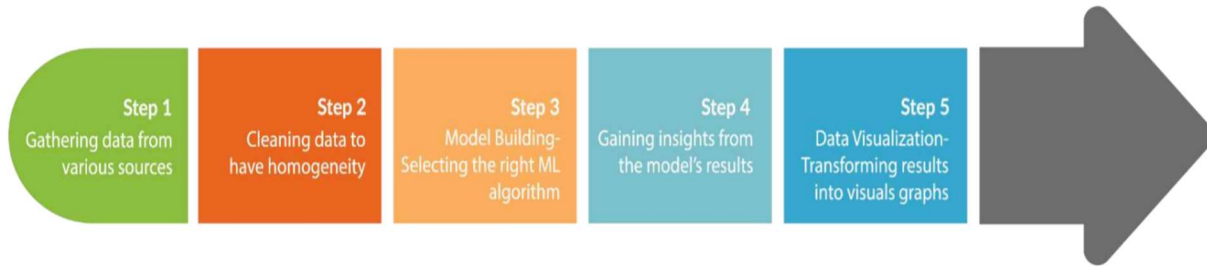 Step 1
Gathering data from
various sources
Step 2
Cleaning data to
have homogeneity
Step 3
Model Building-
Selecting the right ML
algorithm
Step 4
Gaining insights from
the model's results
Step 5
Data Visualization-
Transforming results
into visuals graphs